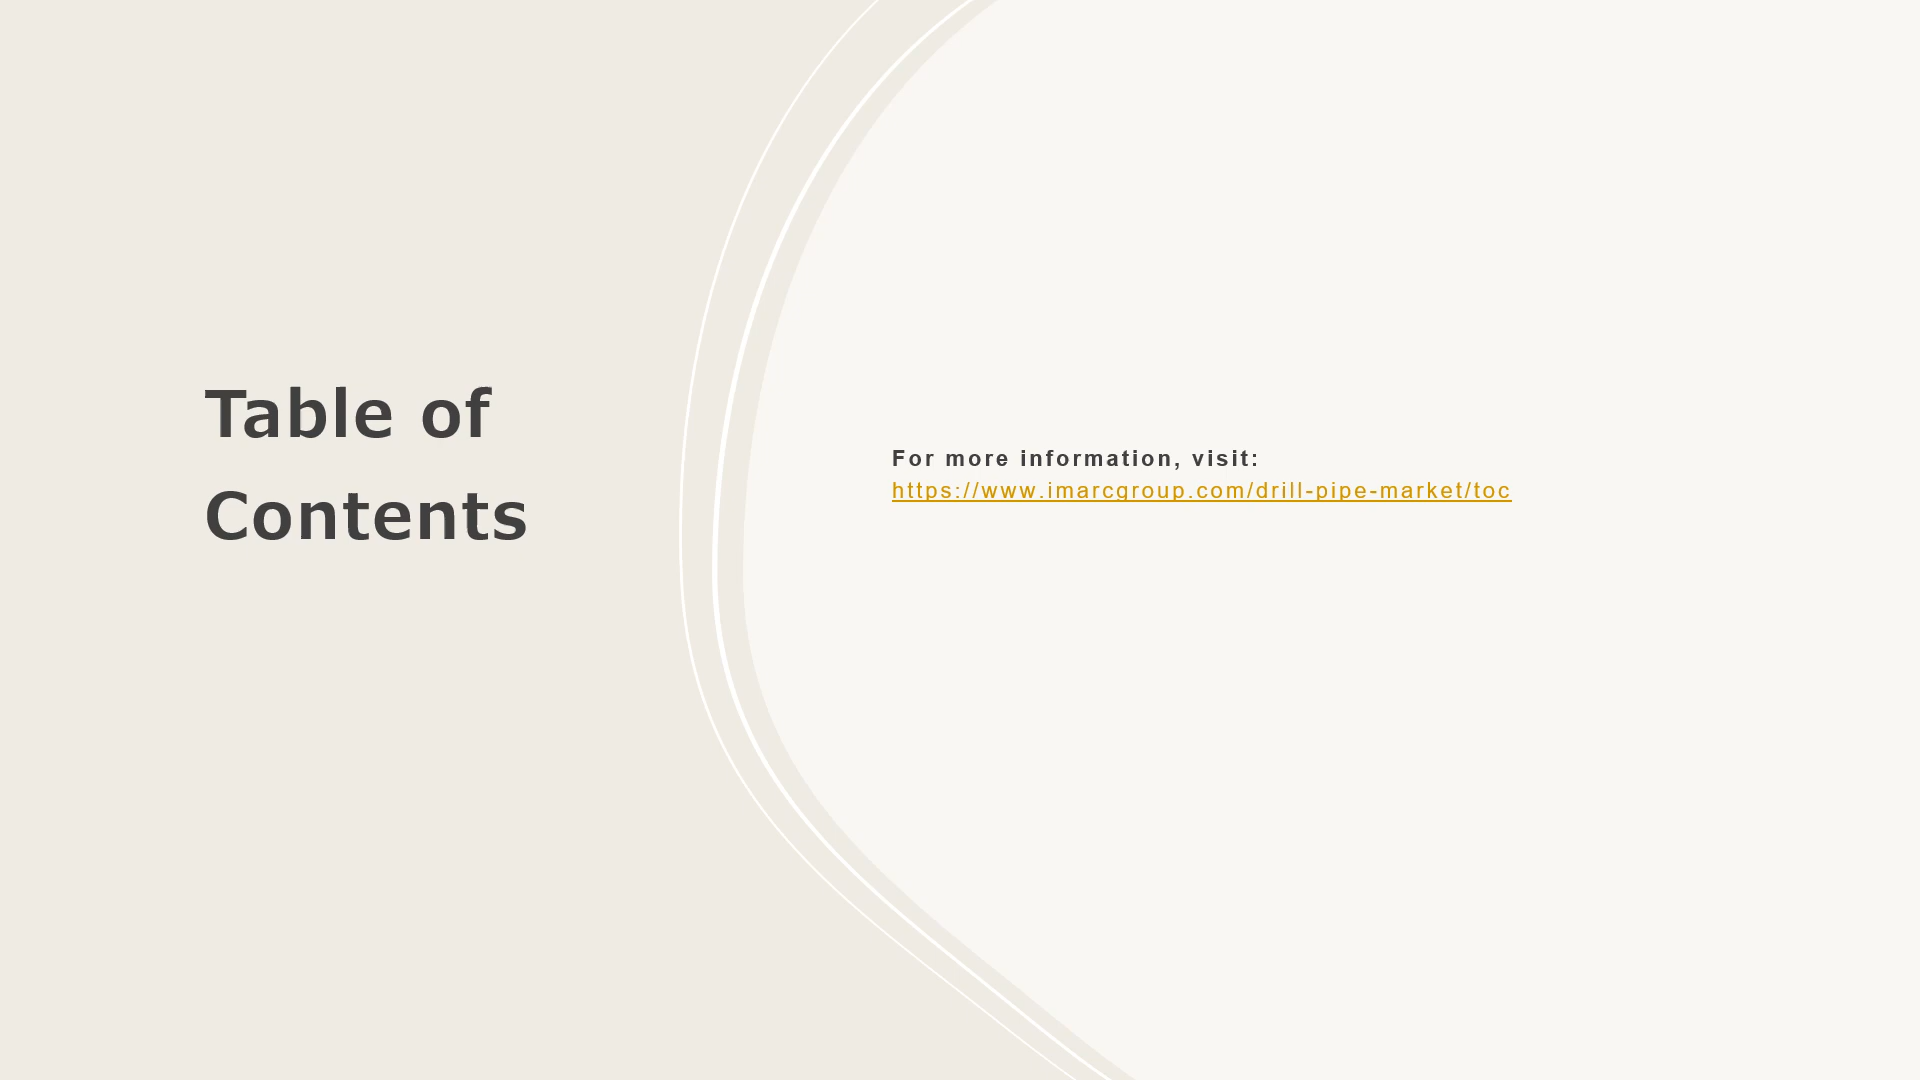 Table of
Contents
For more information, visit:
https://www.imarcgroup.com/drill-pipe-market/toc